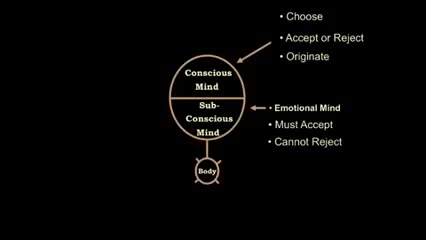 • Choose
• Accept or Reject
• Originate
Conscious
Mind
Sub-
Conscious
Mind
• Emotional Mind
• Must Accept
• Cannot Reject
Body